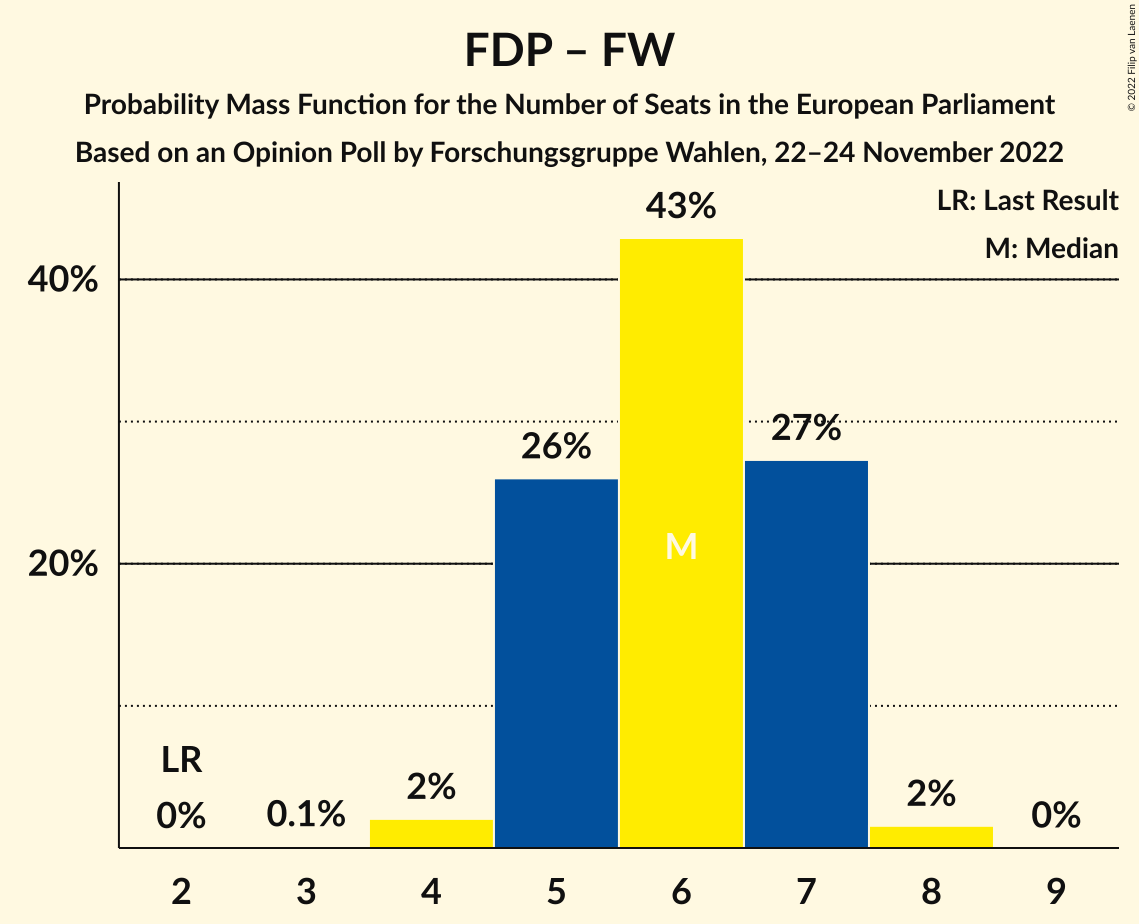 FDP – FW
Probability Mass Function for the Number of Seats in the European Parliament
Based on an Opinion Poll by Forschungsgruppe Wahlen, 22–24 November 2022
© 2022 Filip van Laenen
LR: Last Result
M: Median
43%
40%
27%
26%
M
20%
LR
2%
2%
0%
0.1%
0%
2 3 4 5 6 7 8 9